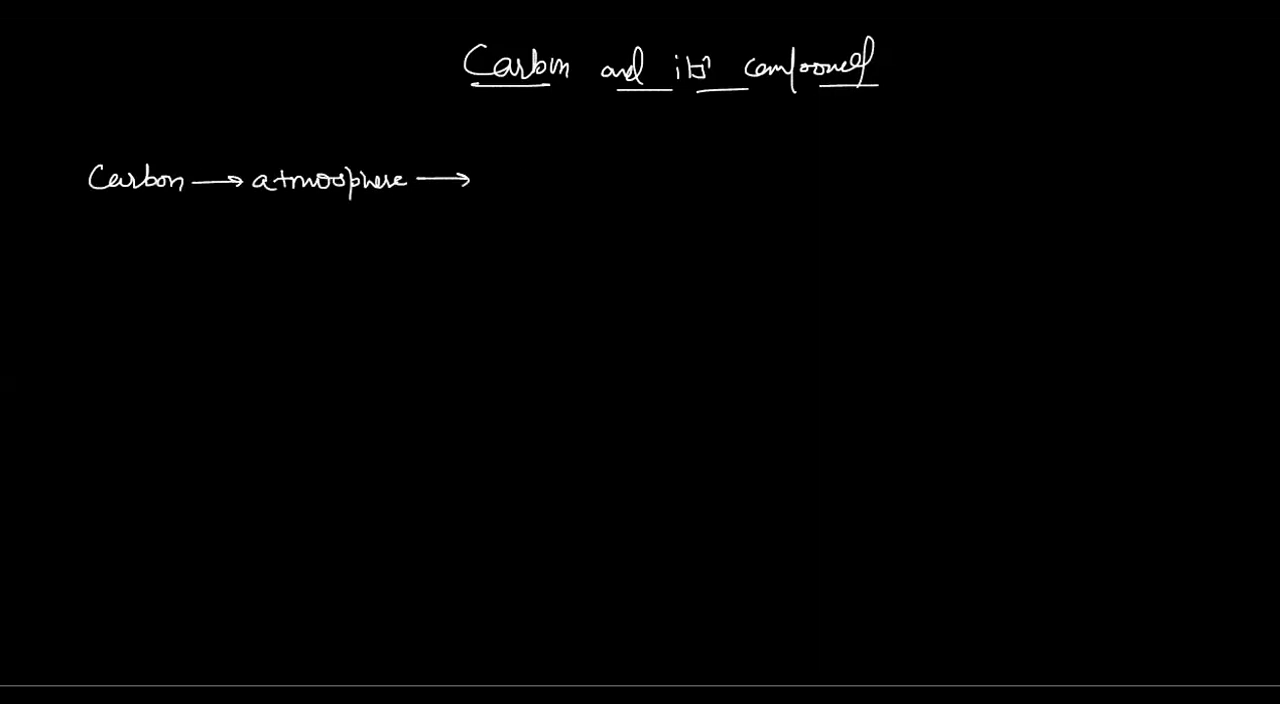 Carbon and its compound
Carbon → atmosphere →